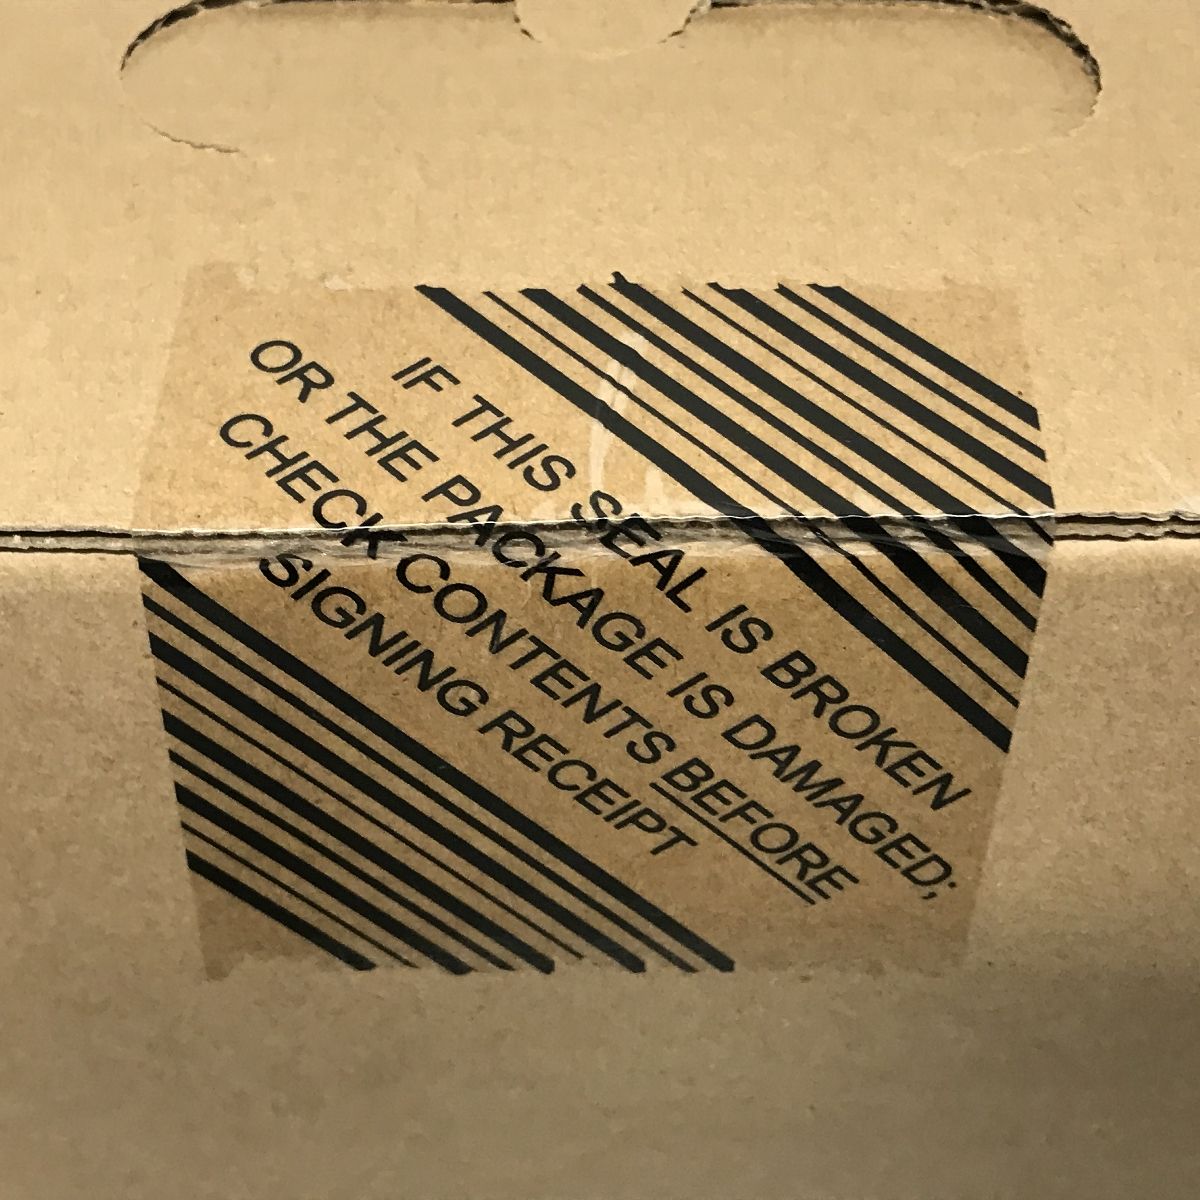 IF THIS SEAL IS BROKEN
OR THE PACKAGE IS DAMAGED;
CHECK CONTENTS BEFORE
SIGNING RECEIPT